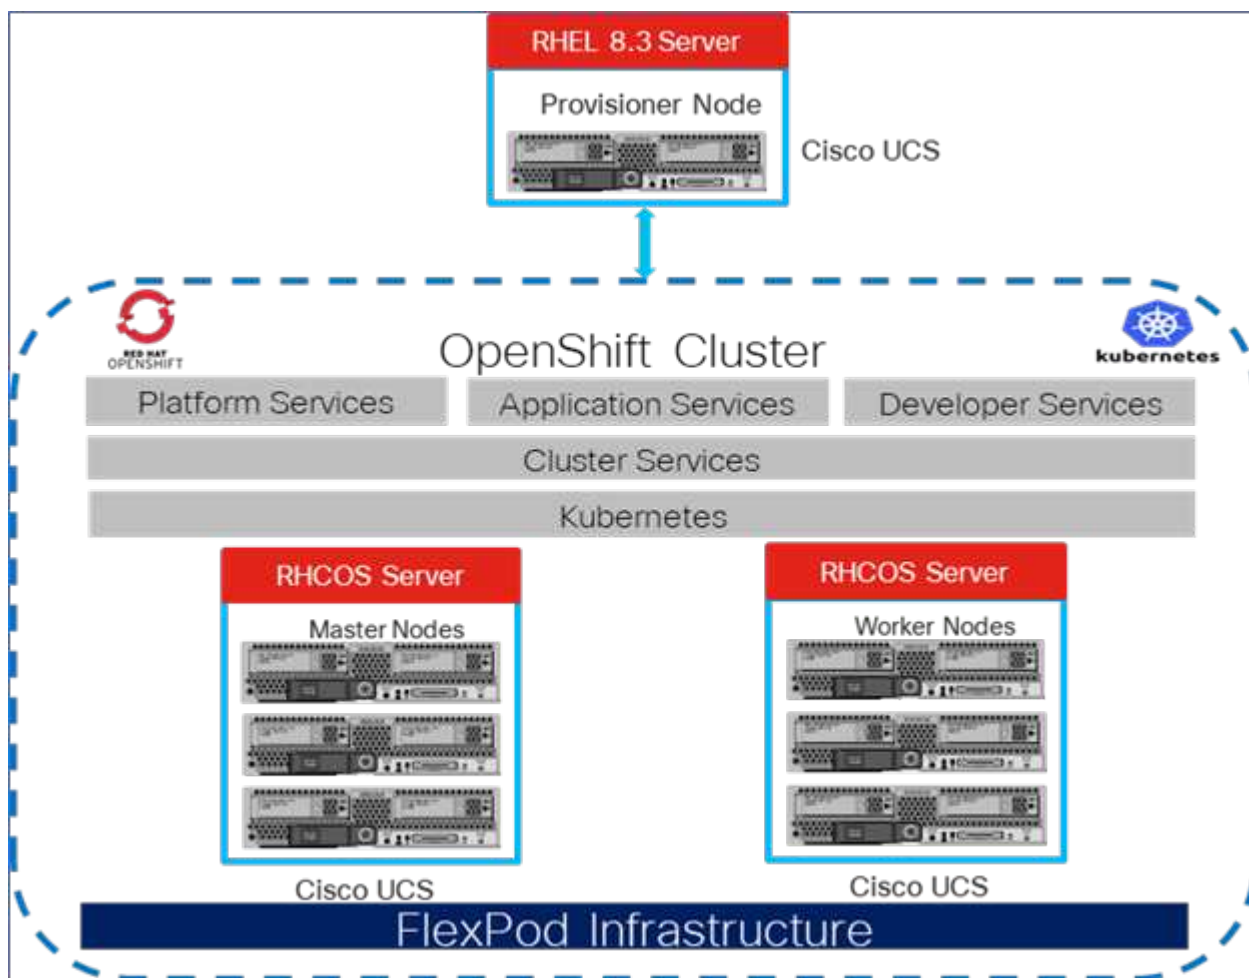 RHEL 8.3 Server
Provisioner Node
Cisco UCS
RED HAT
OPENSHIFT
OpenShift Cluster
kubernetes
Platform Services
Application Services
Developer Services
Cluster Services
Kubernetes
RHCOS Server
Master Nodes
Cisco UCS
RHCOS Server
Worker Nodes
Cisco UCS
FlexPod Infrastructure